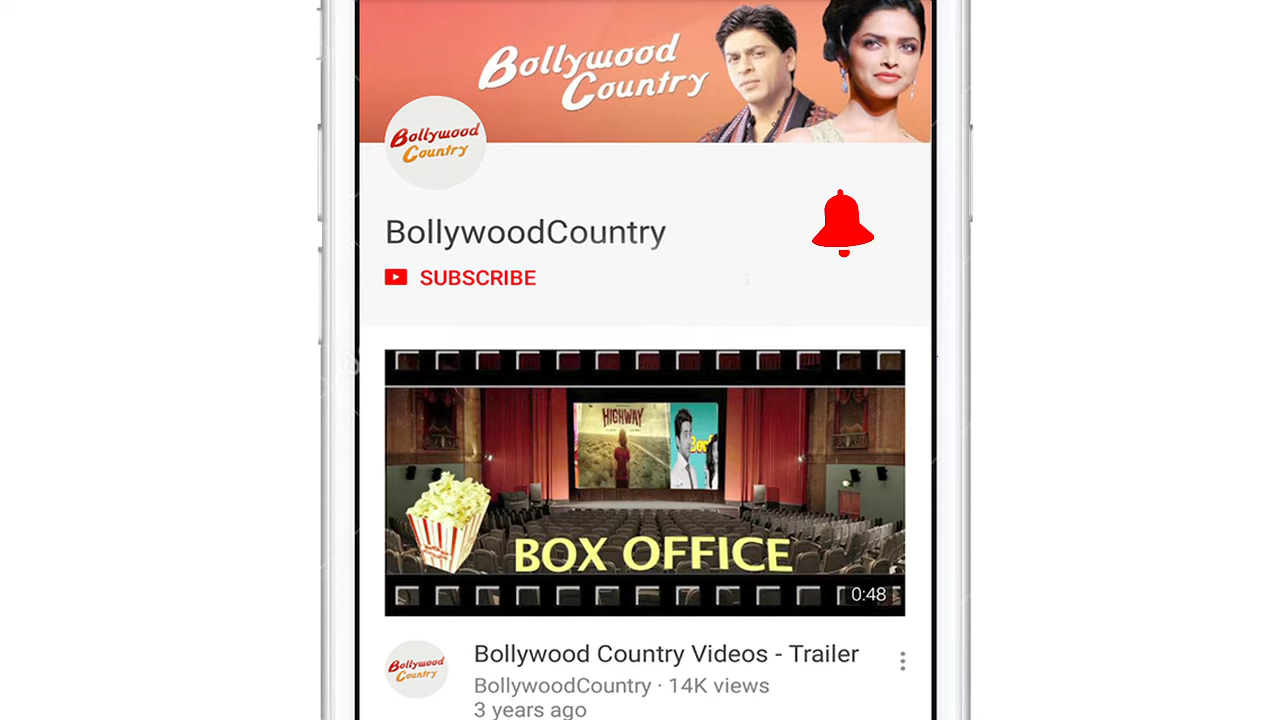 Bollywood
Country
Bollywood
Country
BollywoodCountry
SUBSCRIBE
HIGHWAY
BOX OFFICE
0:48
Bollywood
Country
Bollywood Country Videos - Trailer
BollywoodCountry · 14K views
3 years ago